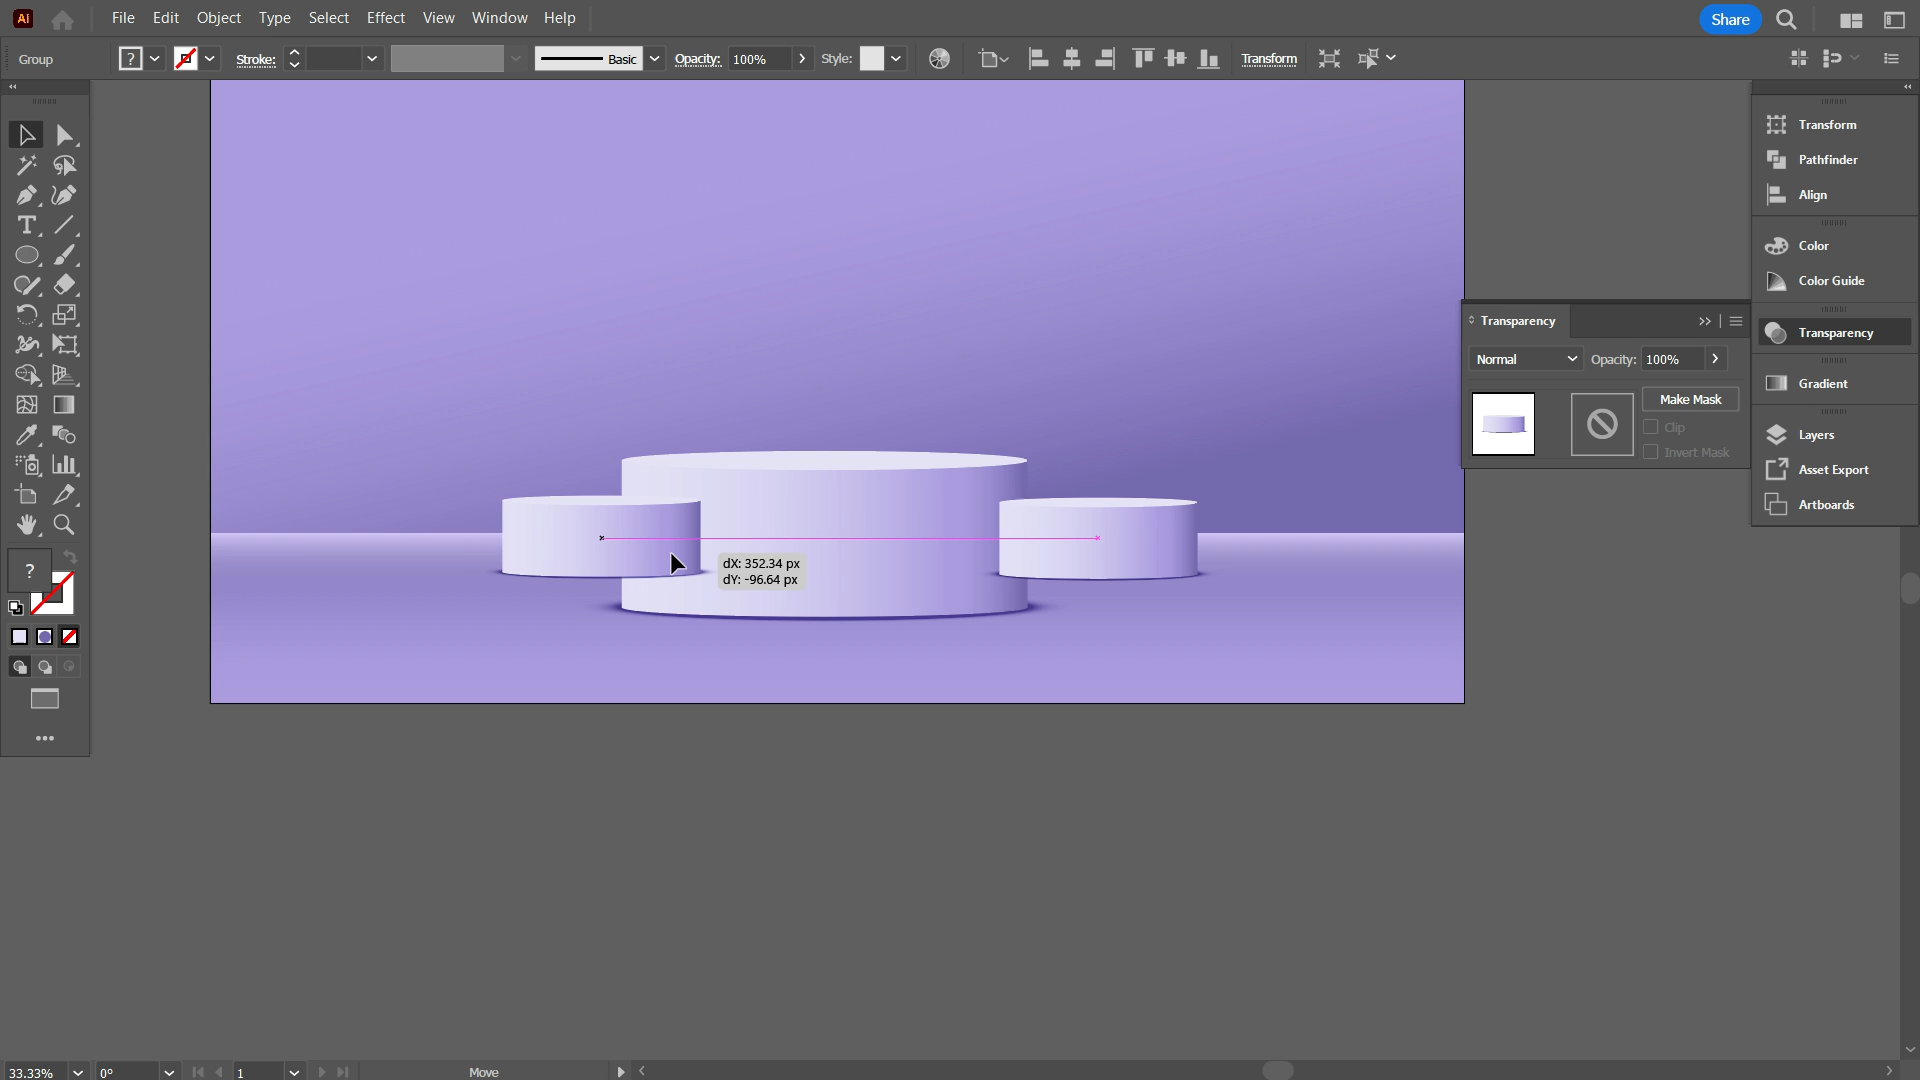 Ai File Edit Object Type Select Effect View Window Help Share
Group ? Stroke: Basic Opacity: 100% Style: Transform
Transform
Pathfinder
Align
Color
Color Guide
Transparency
Gradient
Layers
Asset Export
Artboards
Transparency
Normal Opacity: 100%
Make Mask
Clip
Invert Mask
dX: 352.34 px
dY: -96.64 px
?
33.33% 0° 1 Move